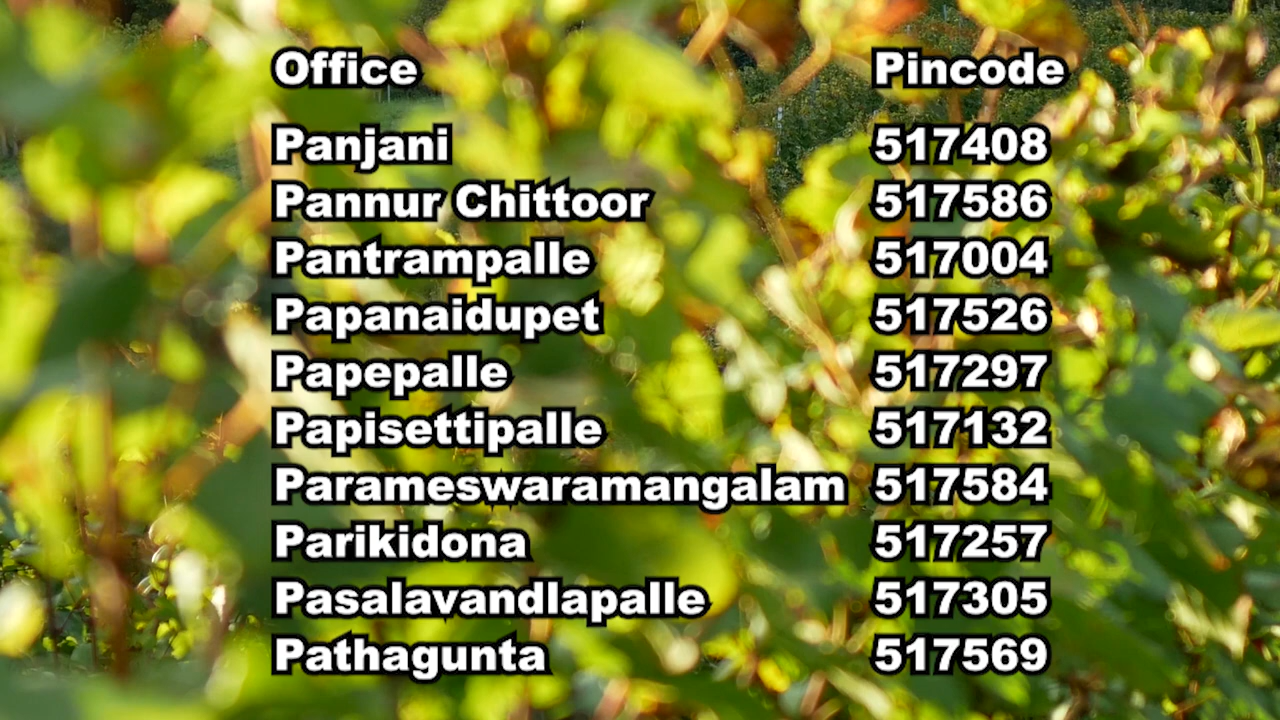 Office Pincode
Panjani 517408
Pannur Chittoor 517586
Pantrampalle 517004
Papanaidupet 517526
Papepalle 517297
Papisettipalle 517132
Parameswaramangalam 517584
Parikidona 517257
Pasalavandlapalle 517305
Pathagunta 517569